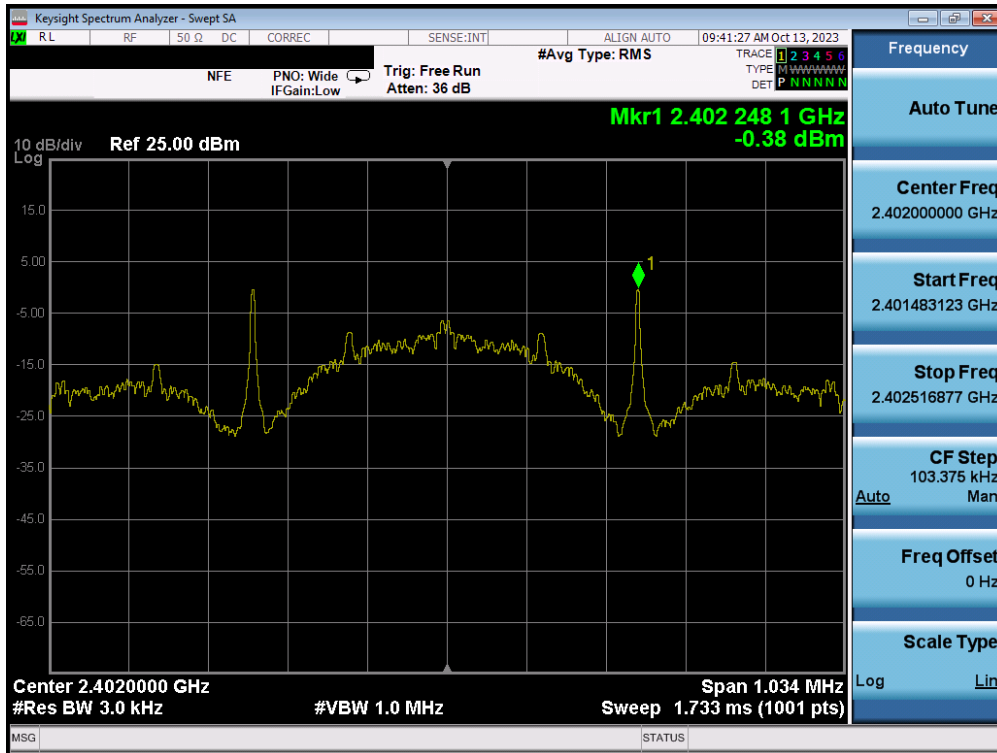 Keysight Spectrum Analyzer - Swept SA
LXI RL RF 50 Ω DC CORREC SENSE:INT ALIGN AUTO 09:41:27 AM Oct 13, 2023
Frequency
#Avg Type: RMS
TRACE 1 2 3 4 5 6
TYPE M WWWWW
DET P N N N N N
NFE
PNO: Wide
IFGain:Low
Trig: Free Run
Atten: 36 dB
Mkr1 2.402 248 1 GHz
-0.38 dBm
10 dB/div
Log
Ref 25.00 dBm
1
15.0
5.00
-5.00
-15.0
-25.0
-35.0
-45.0
-55.0
-65.0
Center 2.4020000 GHz
Span 1.034 MHz
#Res BW 3.0 kHz
#VBW 1.0 MHz
Sweep 1.733 ms (1001 pts)
MSG
STATUS
Auto Tune
Center Freq
2.402000000 GHz
Start Freq
2.401483123 GHz
Stop Freq
2.402516877 GHz
CF Step
103.375 kHz
Auto Man
Freq Offset
0 Hz
Scale Type
Log Lin